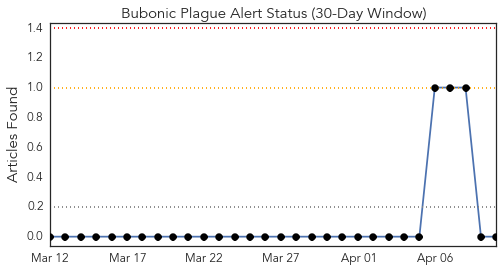 Bubonic Plague Alert Status (30-Day Window)
Articles Found
1.4
1.2
1.0
0.8
0.6
0.4
0.2
0.0
Mar 12 Mar 17 Mar 22 Mar 27 Apr 01 Apr 06